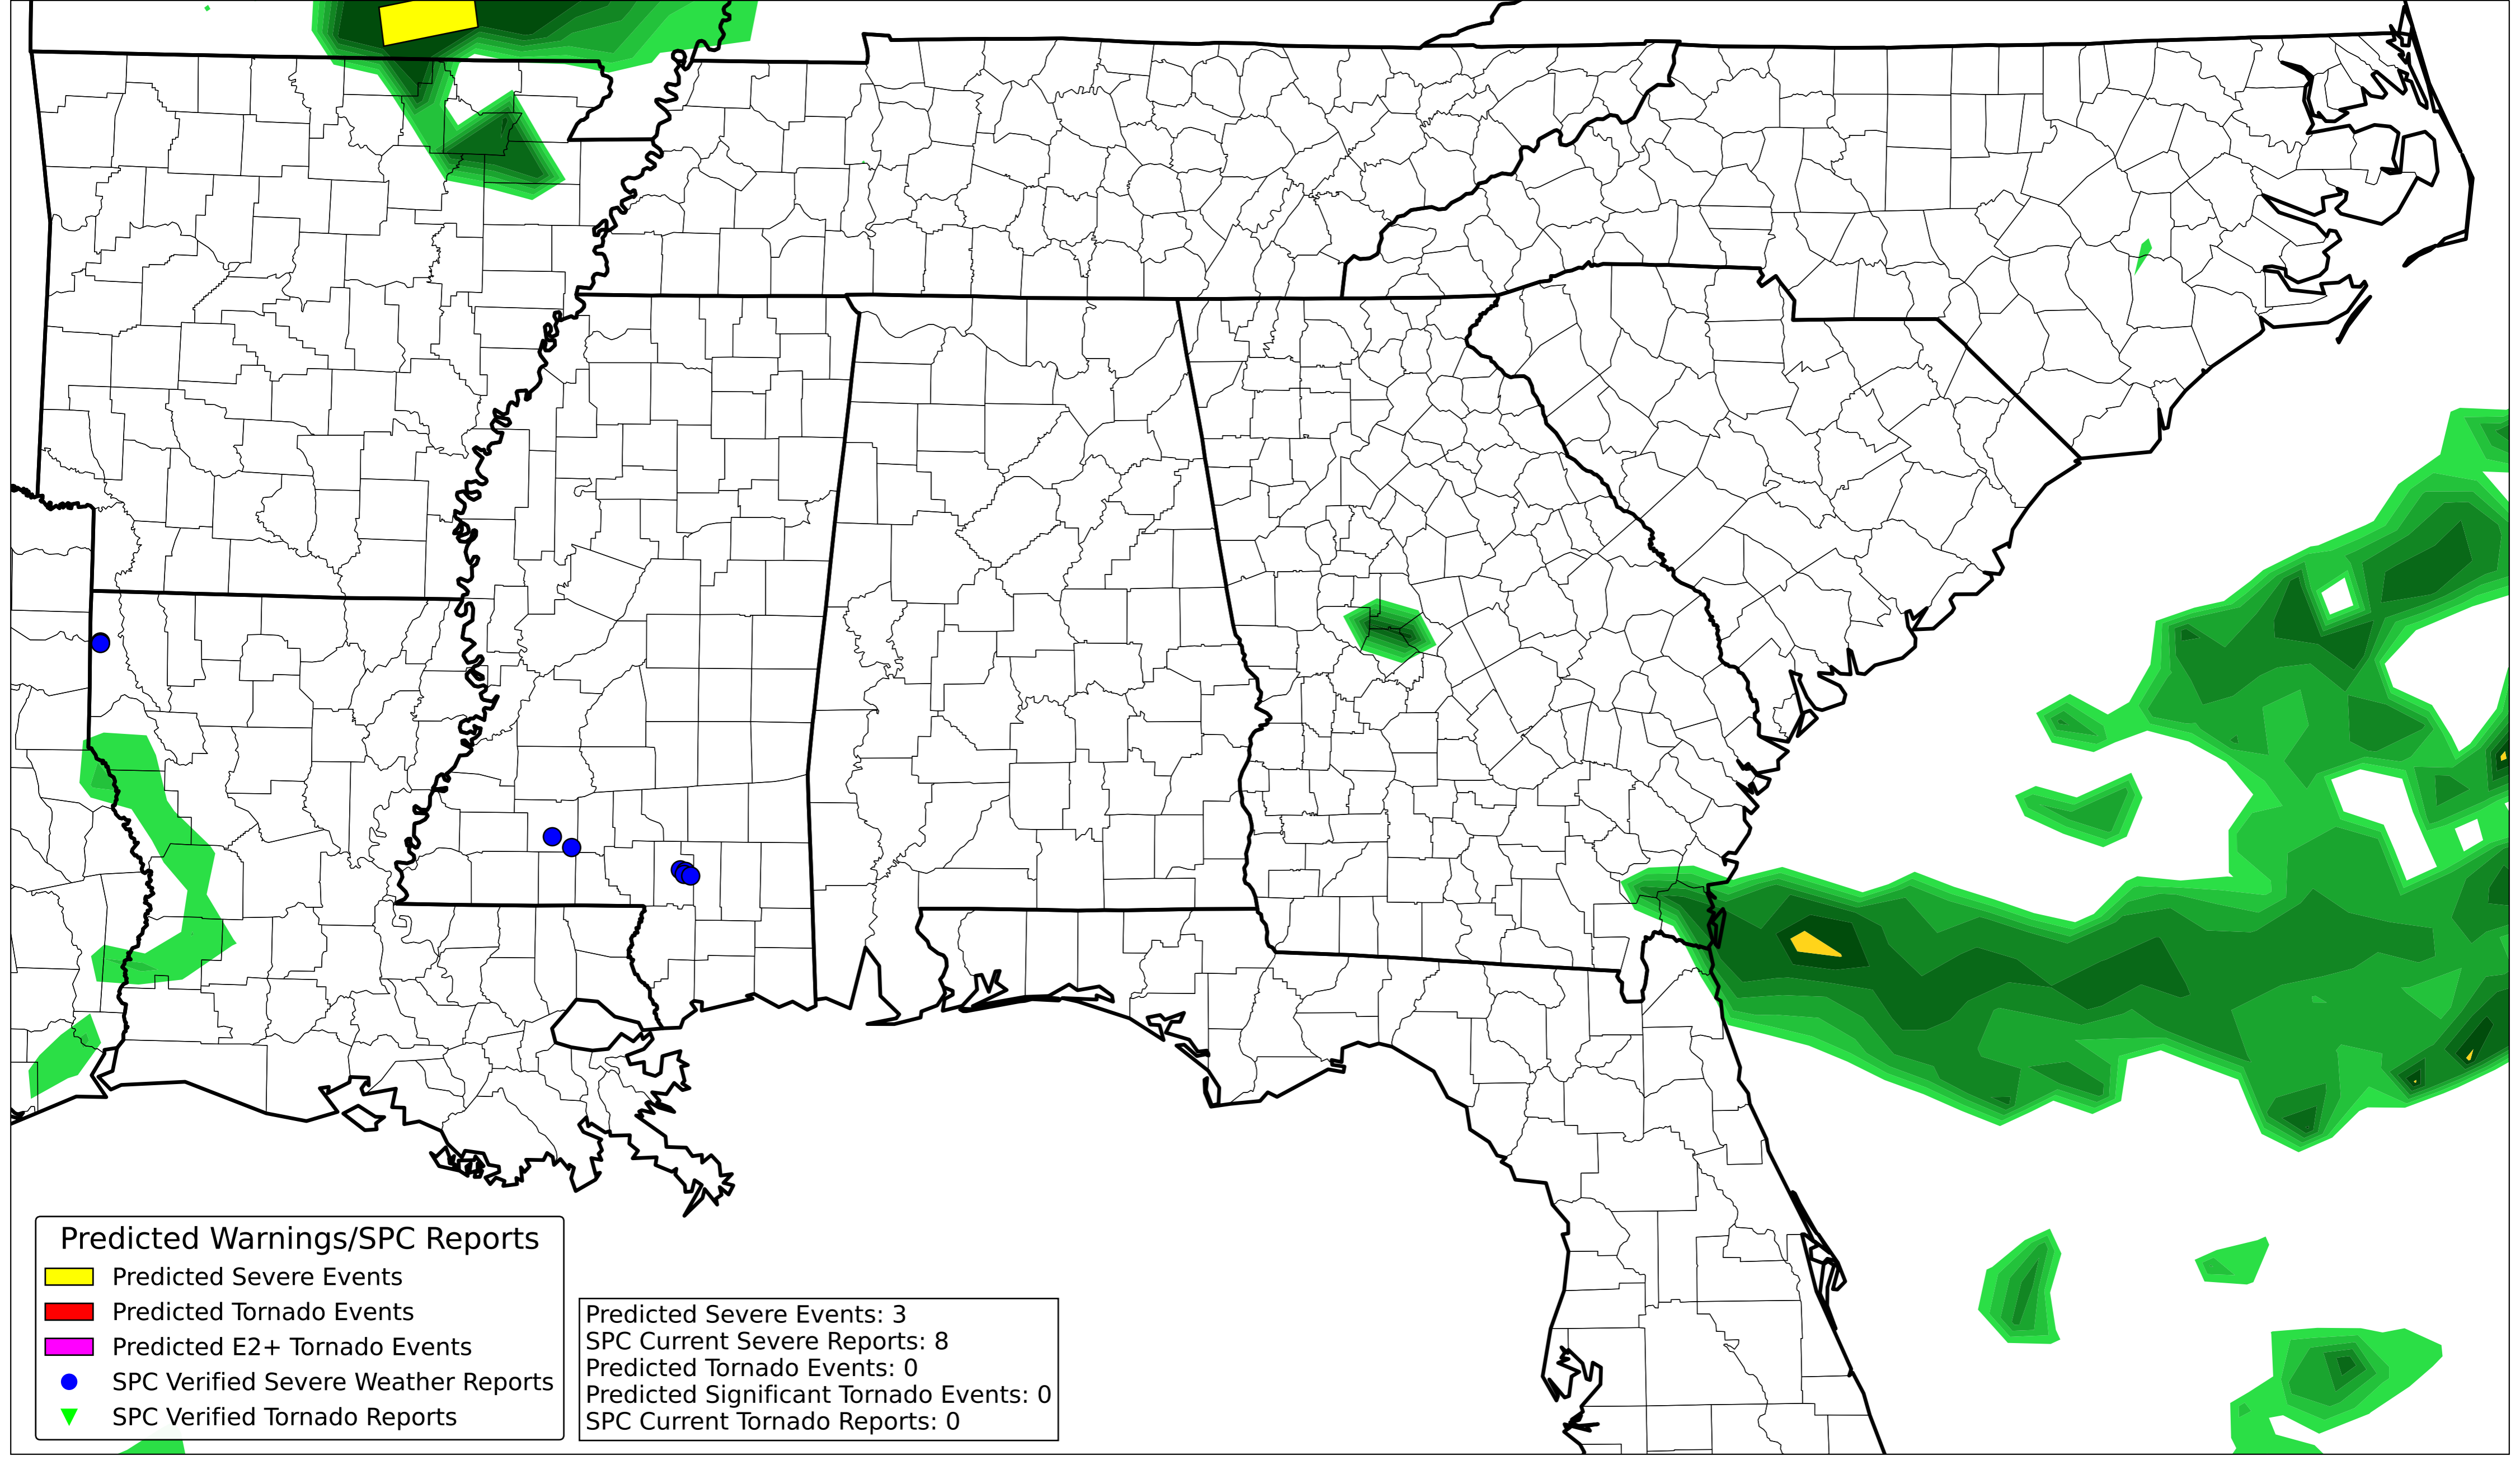 Predicted Warnings/SPC Reports
Predicted Severe Events
Predicted Tornado Events
Predicted E2+ Tornado Events
SPC Verified Severe Weather Reports
SPC Verified Tornado Reports
Predicted Severe Events: 3
SPC Current Severe Reports: 8
Predicted Tornado Events: 0
Predicted Significant Tornado Events: 0
SPC Current Tornado Reports: 0